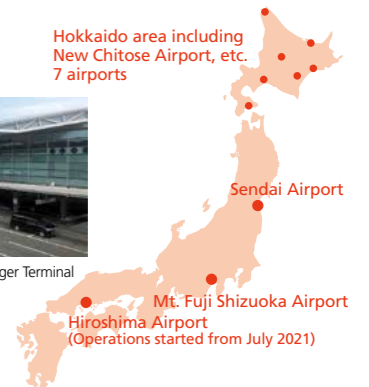 Hokkaido area including
New Chitose Airport, etc.
7 airports
Sendai Airport
ger Terminal
Mt. Fuji Shizuoka Airport
Hiroshima Airport
(Operations started from July 2021)